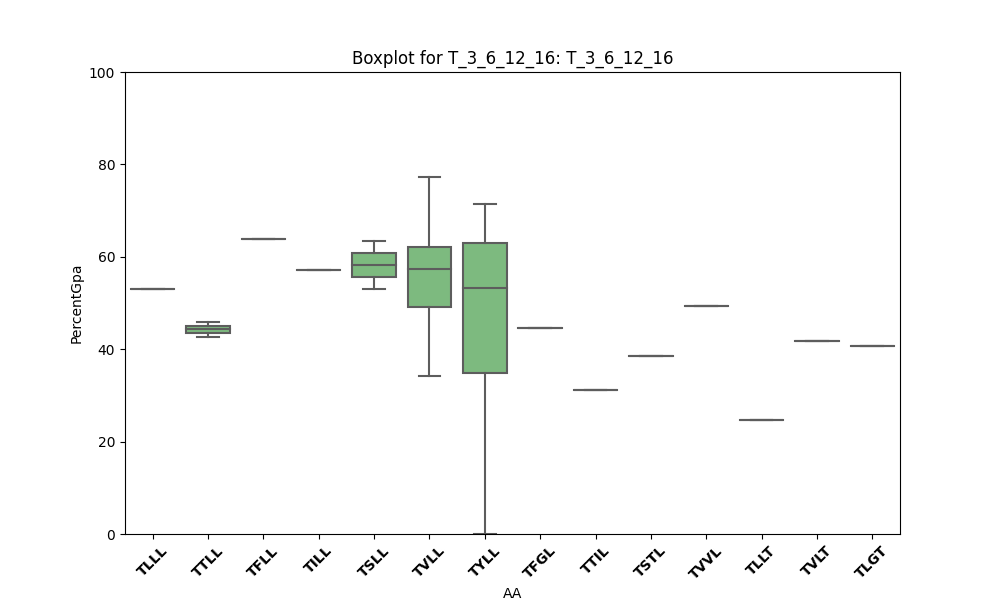 Boxplot for T_3_6_12_16: T_3_6_12_16
100
80
60
40
20
0
PercentGpa
TLLL
TTLL
TFLL
TILL
TSLL
TVLL
TYLL
TFGL
TTIL
TSTL
TVVL
TLLT
TVLT
TLGT
AA